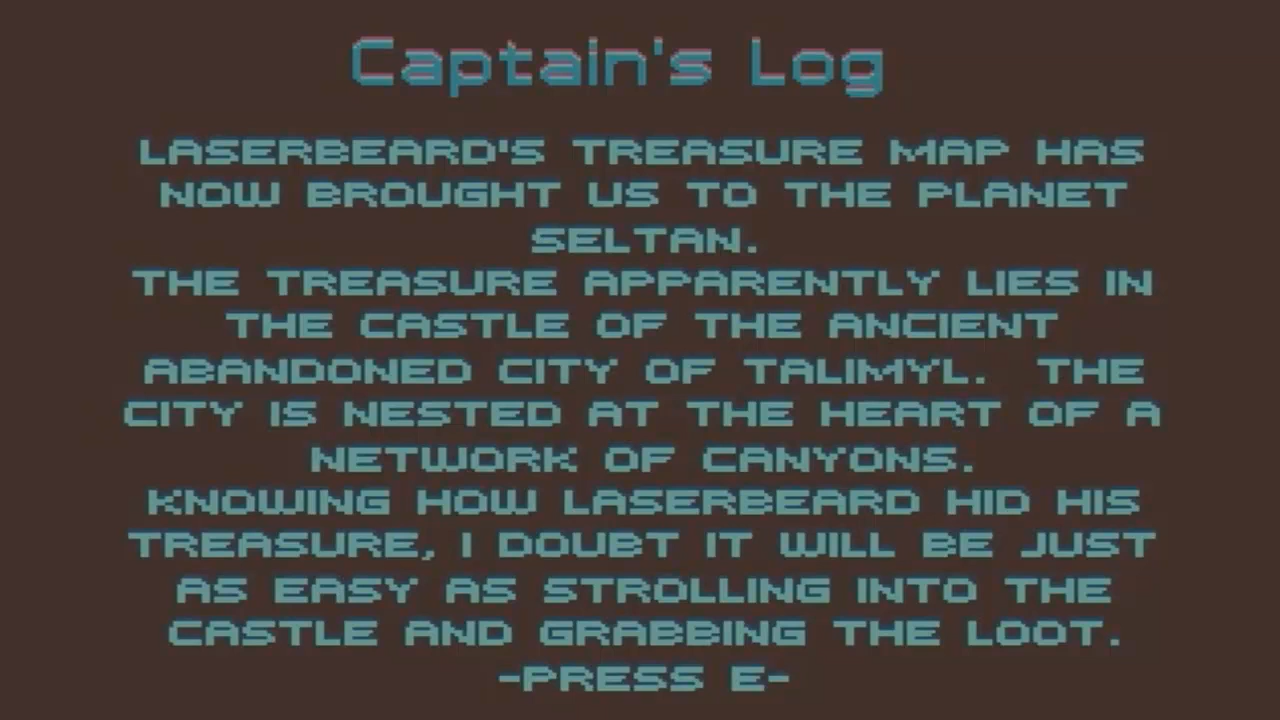 Captain's Log
LASERBEARD'S TREASURE MAP HAS
NOW BROUGHT US TO THE PLANET
SELTAN.
THE TREASURE APPARENTLY LIES IN
THE CASTLE OF THE ANCIENT
ABANDONED CITY OF TALIMYL.  THE
CITY IS NESTED AT THE HEART OF A
NETWORK OF CANYONS.
KNOWING HOW LASERBEARD HID HIS
TREASURE, I DOUBT IT WILL BE JUST
AS EASY AS STROLLING INTO THE
CASTLE AND GRABBING THE LOOT.
-PRESS E-